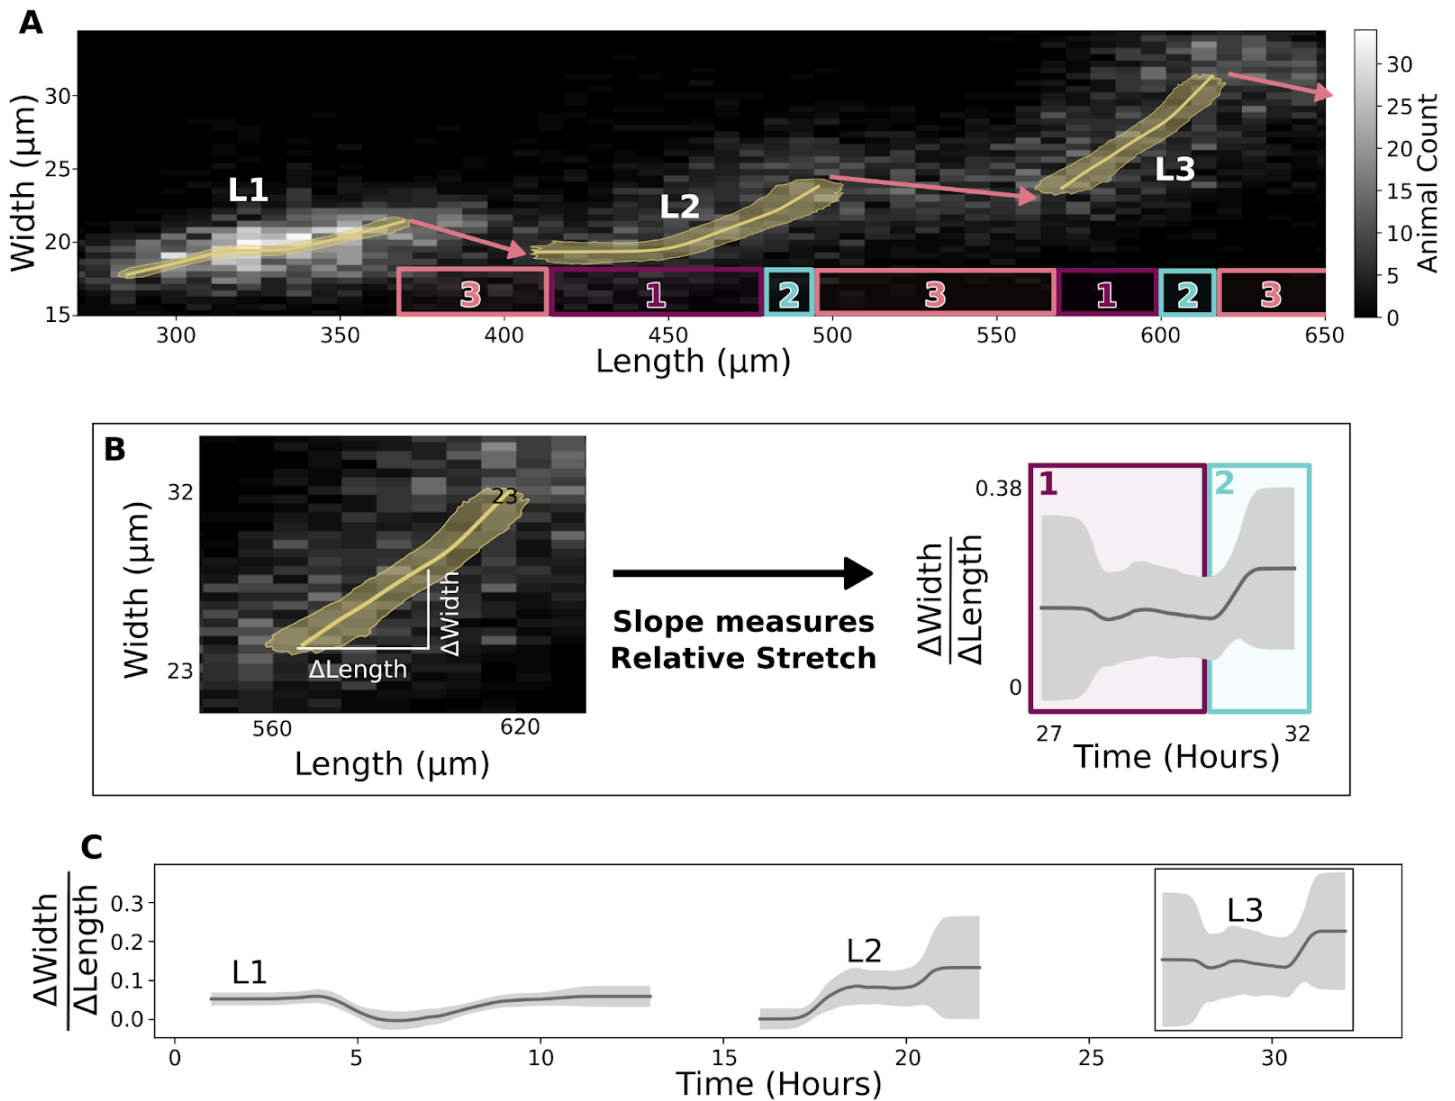 A
Width (µm)
30
25
20
15
L1
L2
L3
3
1
2
3
1
2
3
300
350
400
450
500
550
600
650
Length (µm)
30
25
20
15
10
5
0
Animal Count
B
Width (µm)
32
23
23
ΔWidth
ΔLength
560
620
Length (µm)
Slope measures
Relative Stretch
ΔWidth
ΔLength
0.38
0
1
2
27
32
Time (Hours)
C
ΔWidth
ΔLength
0.3
0.2
0.1
0.0
L1
L2
L3
0
5
10
15
20
25
30
Time (Hours)